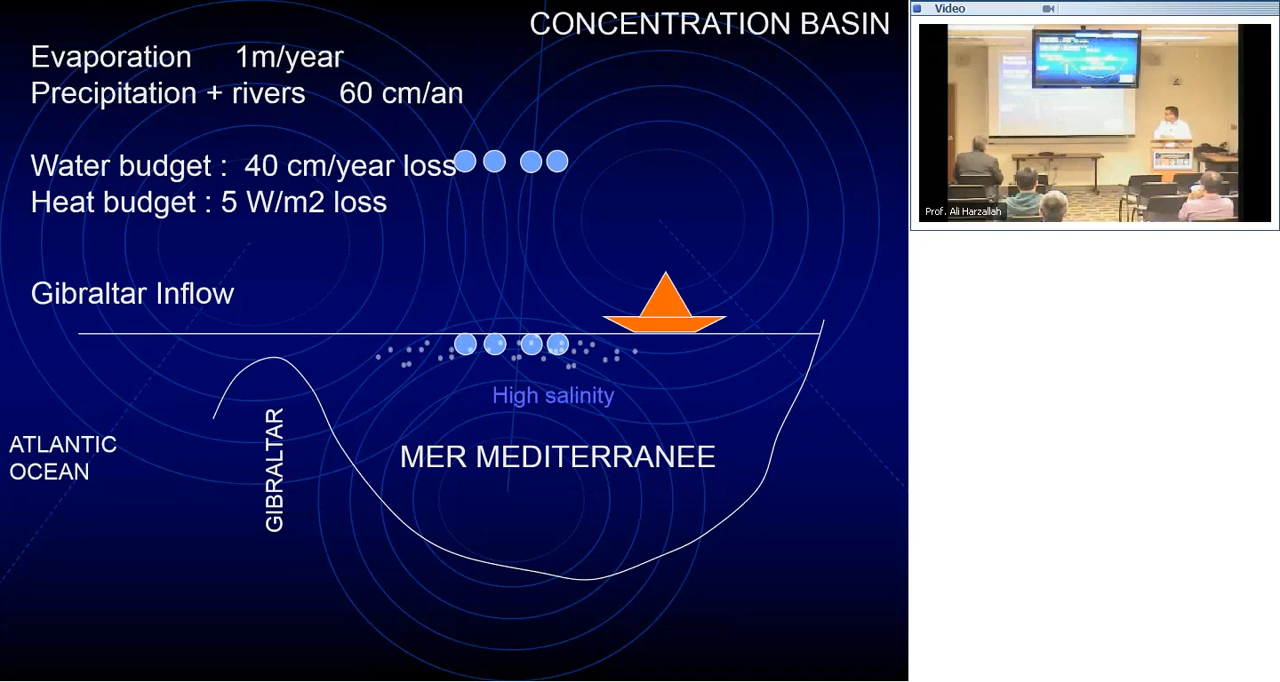 CONCENTRATION BASIN
Evaporation 1m/year
Precipitation + rivers 60 cm/an
Water budget : 40 cm/year loss
Heat budget : 5 W/m2 loss
Gibraltar Inflow
High salinity
ATLANTIC
OCEAN
GIBRALTAR
MER MEDITERRANEE
Video
Prof. Ali Harzallah